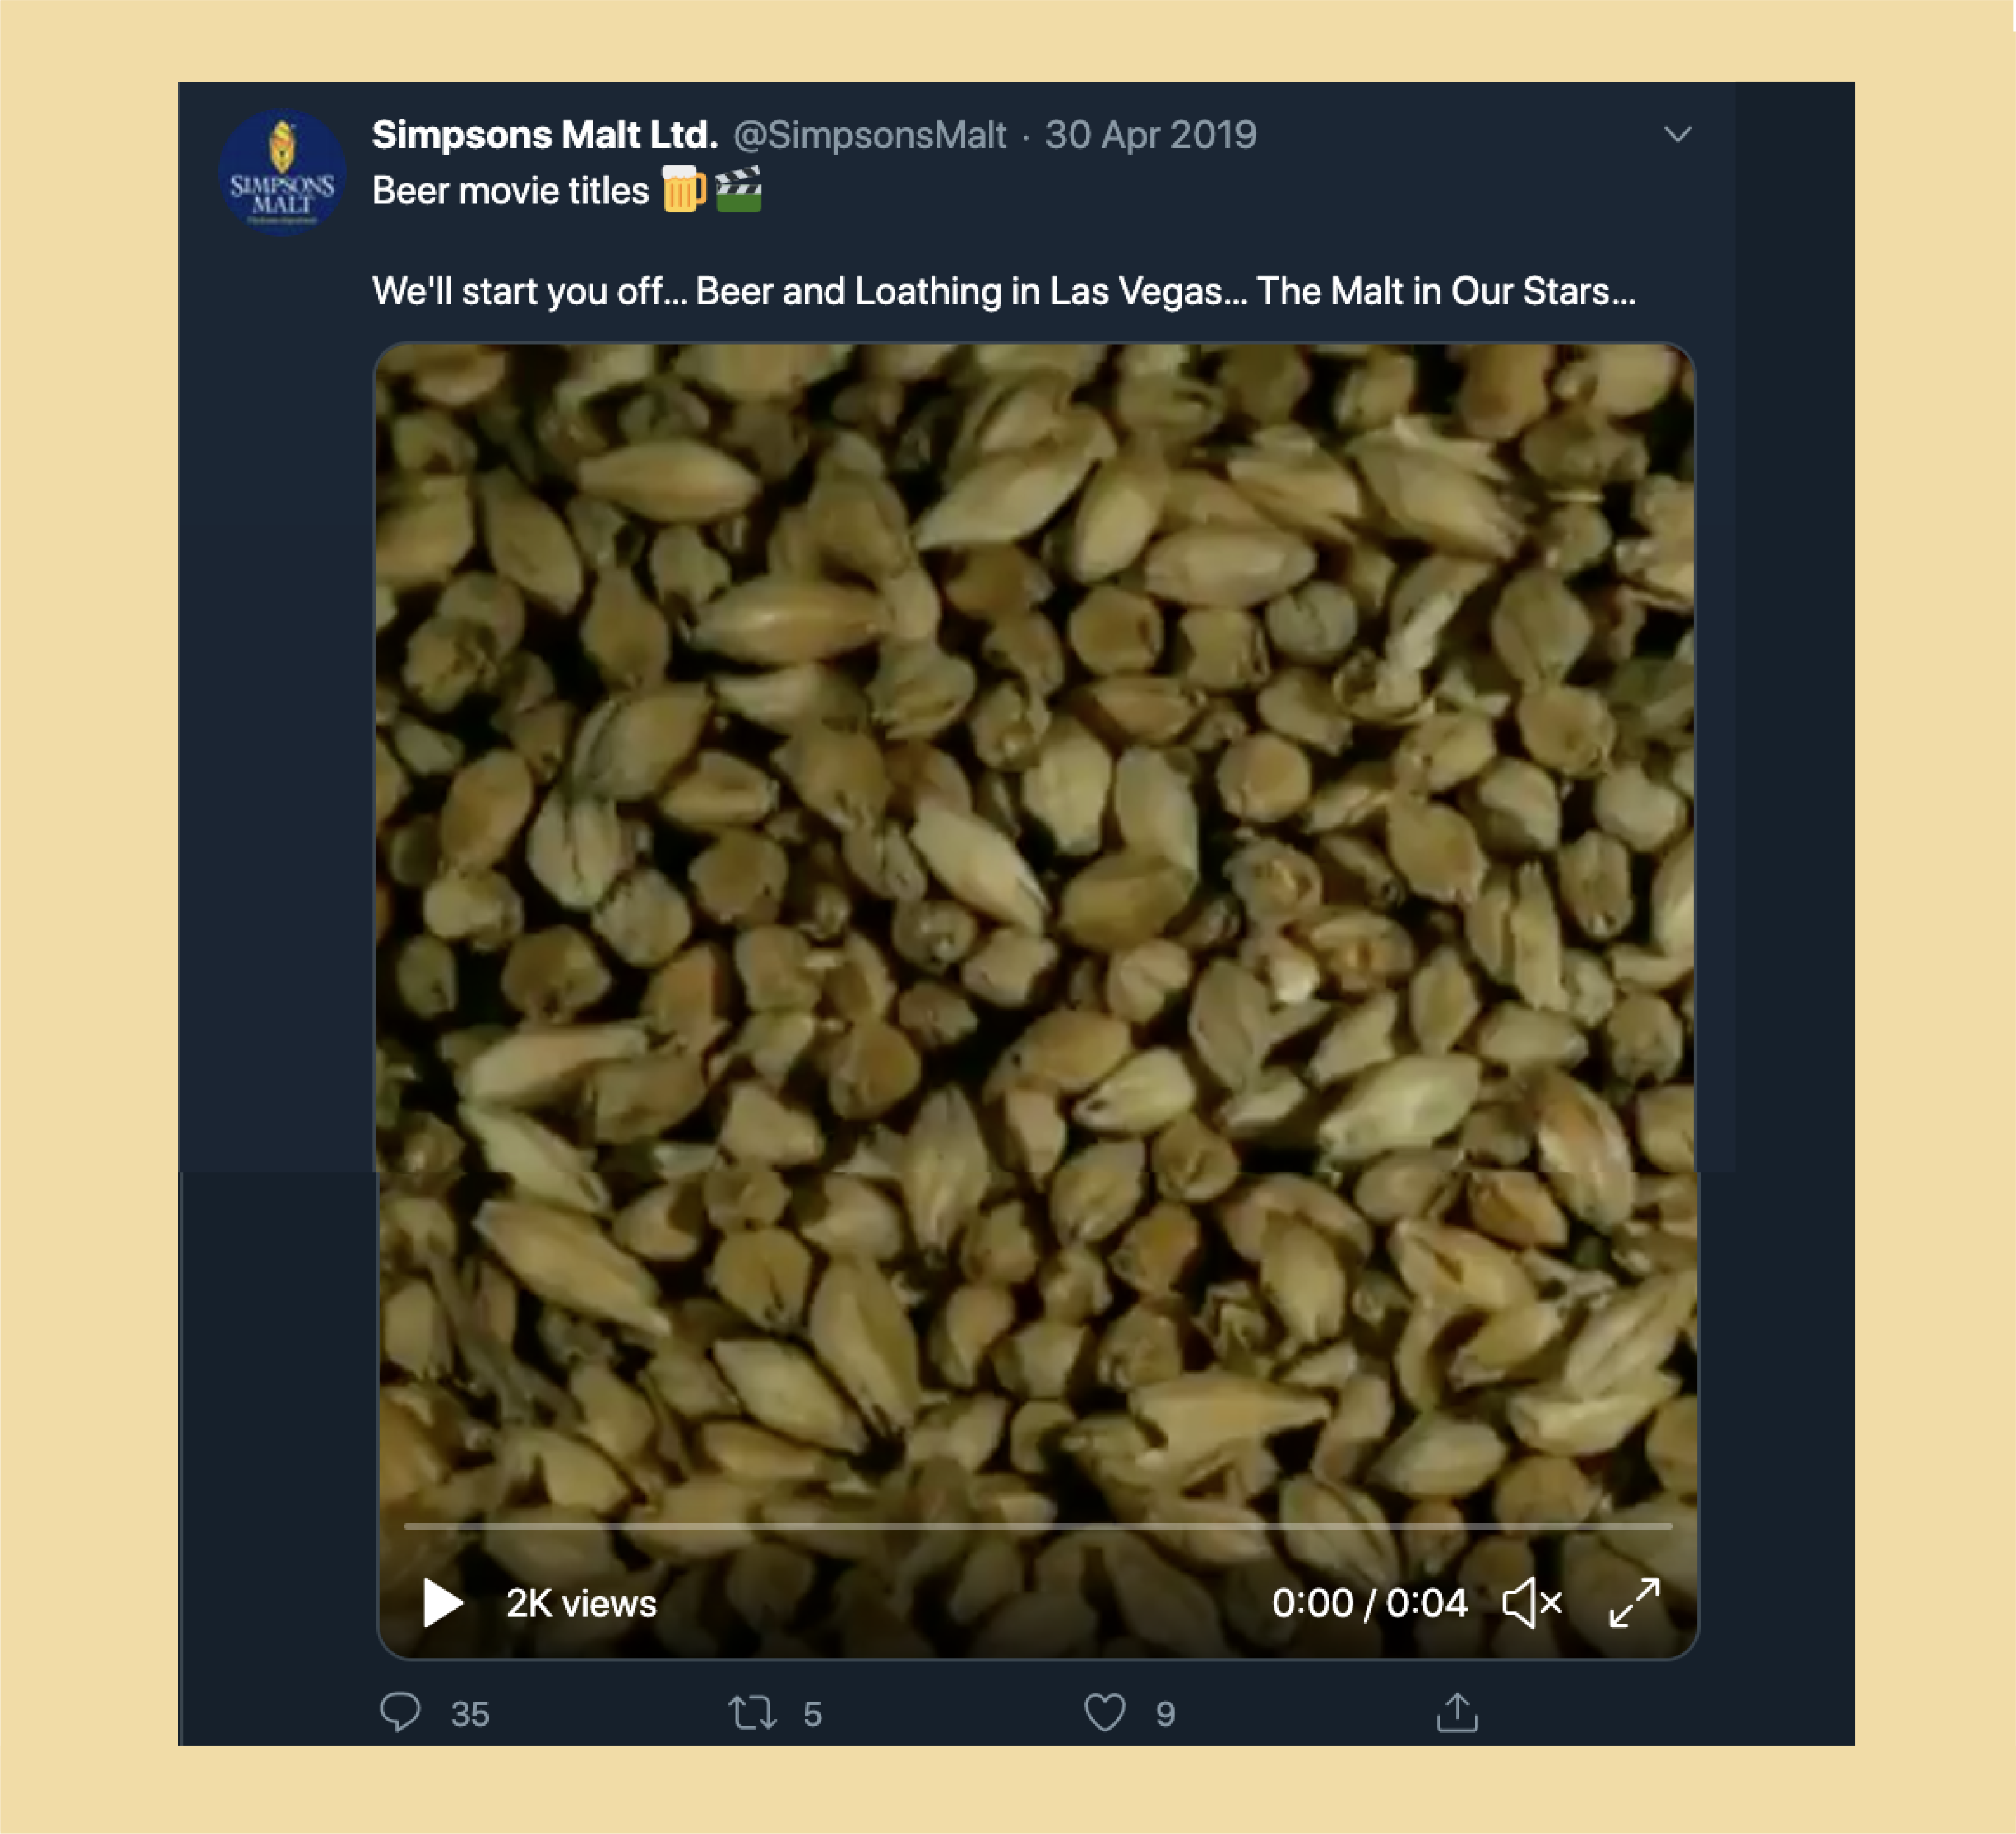 Simpsons Malt Ltd. @SimpsonsMalt · 30 Apr 2019
SIMPSONS
MALT
Beer movie titles 🍺🎬
We'll start you off... Beer and Loathing in Las Vegas... The Malt in Our Stars...
2K views
0:00 / 0:04
35
5
9